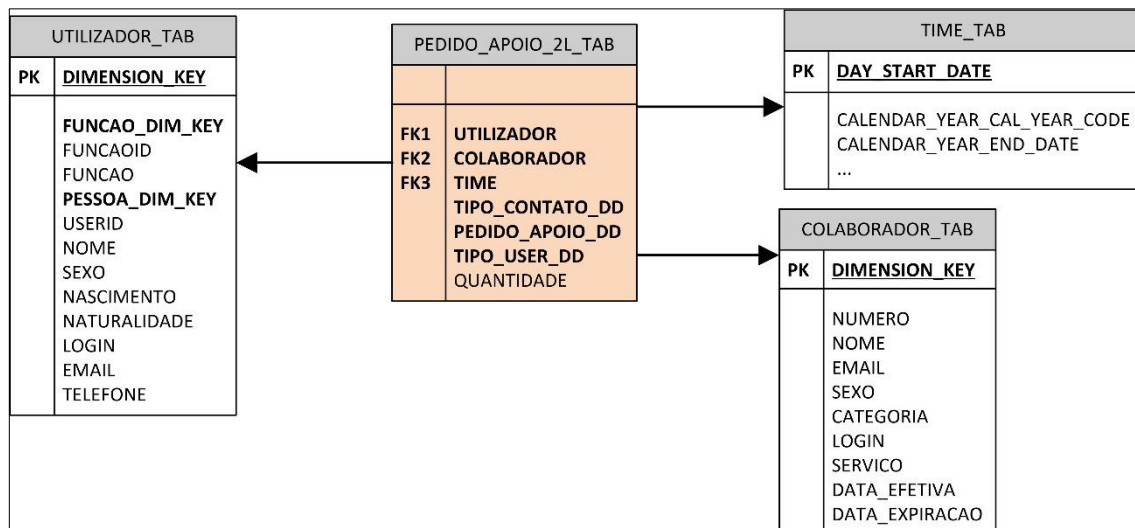 UTILIZADOR_TAB
PK DIMENSION_KEY
FUNCAO_DIM_KEY
FUNCAOID
FUNCAO
PESSOA_DIM_KEY
USERID
NOME
SEXO
NASCIMENTO
NATURALIDADE
LOGIN
EMAIL
TELEFONE
PEDIDO_APOIO_2L_TAB
FK1 UTILIZADOR
FK2 COLABORADOR
FK3 TIME
TIPO_CONTATO_DD
PEDIDO_APOIO_DD
TIPO_USER_DD
QUANTIDADE
TIME_TAB
PK DAY_START_DATE
CALENDAR_YEAR_CAL_YEAR_CODE
CALENDAR_YEAR_END_DATE
...
COLABORADOR_TAB
PK DIMENSION_KEY
NUMERO
NOME
EMAIL
SEXO
CATEGORIA
LOGIN
SERVICO
DATA_EFETIVA
DATA_EXPIRACAO